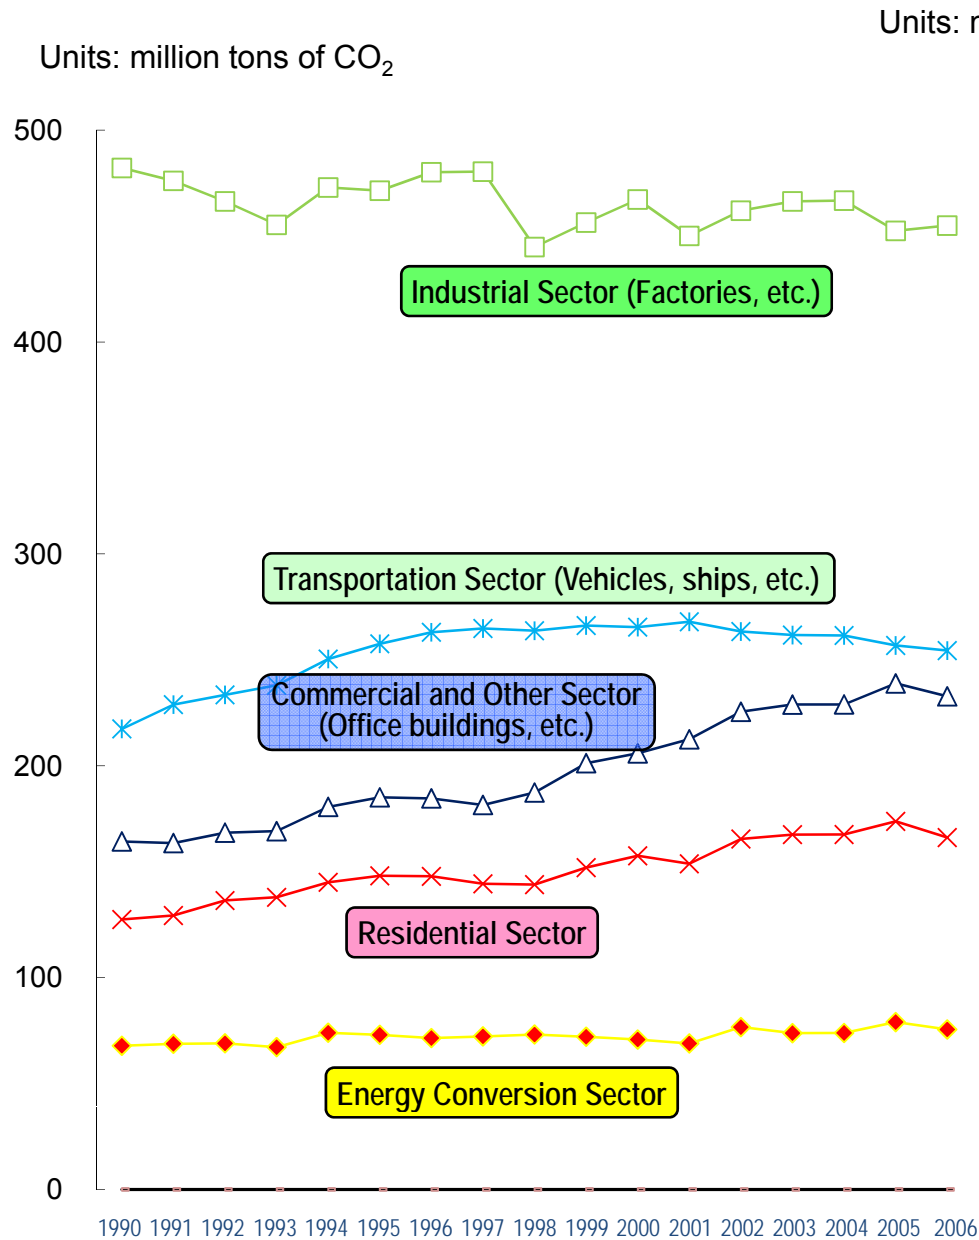 Units: million tons of CO₂
500
400
300
200
100
0
Industrial Sector (Factories, etc.)
Transportation Sector (Vehicles, ships, etc.)
Commercial and Other Sector
(Office buildings, etc.)
Residential Sector
Energy Conversion Sector
1990 1991 1992 1993 1994 1995 1996 1997 1998 1999 2000 2001 2002 2003 2004 2005 2006
Units: